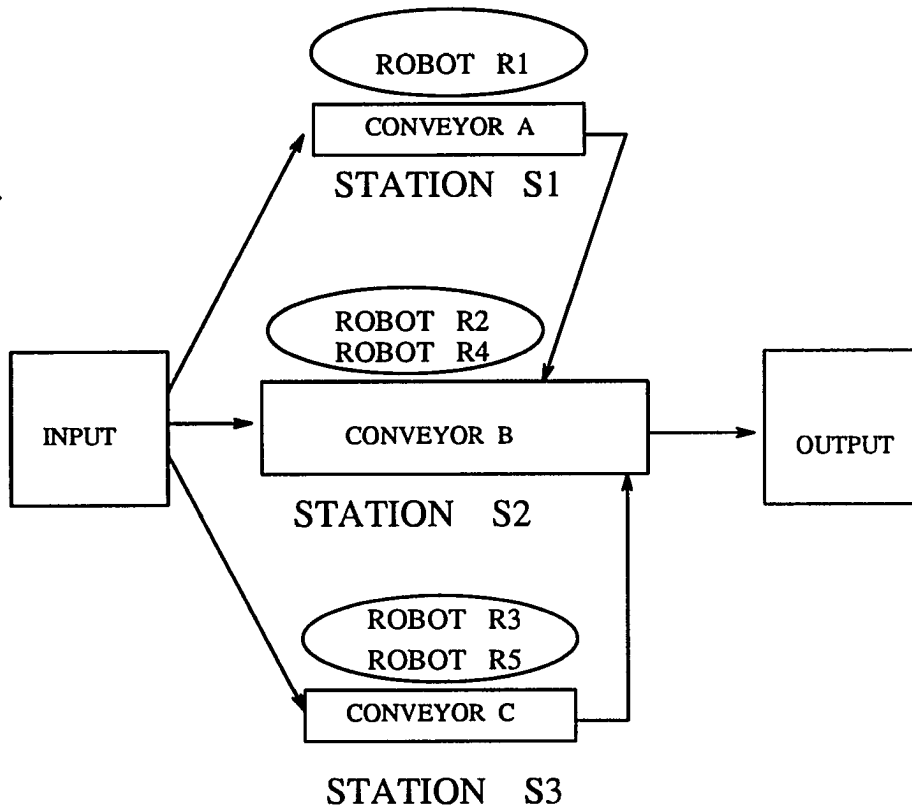 ROBOT R1
CONVEYOR A
STATION S1
ROBOT R2
ROBOT R4
INPUT
CONVEYOR B
OUTPUT
STATION S2
ROBOT R3
ROBOT R5
CONVEYOR C
STATION S3